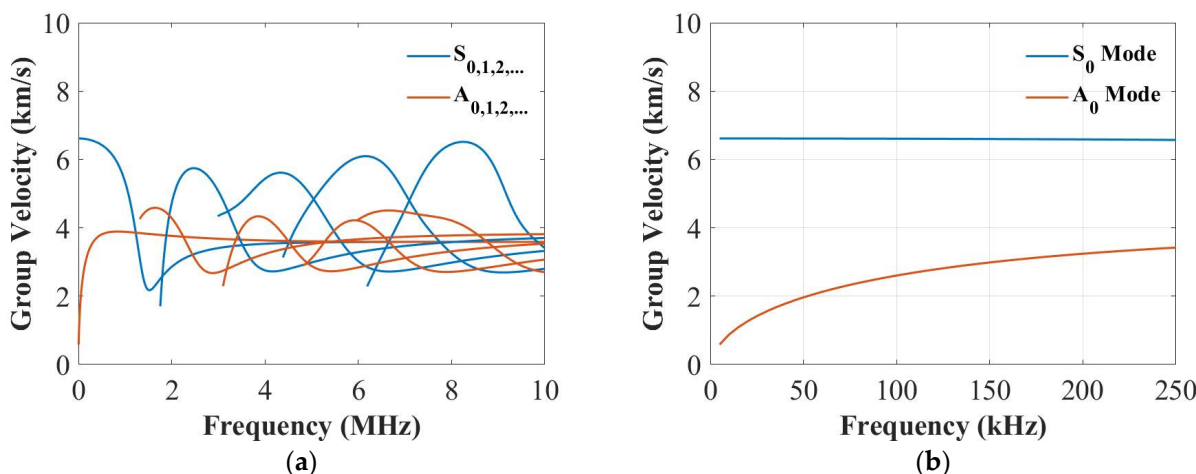 10
8
6
4
2
0
Group Velocity (km/s)
S0,1,2,...
A0,1,2,...
0 2 4 6 8 10
Frequency (MHz)
(a)
10
8
6
4
2
0
Group Velocity (km/s)
S0 Mode
A0 Mode
0 50 100 150 200 250
Frequency (kHz)
(b)